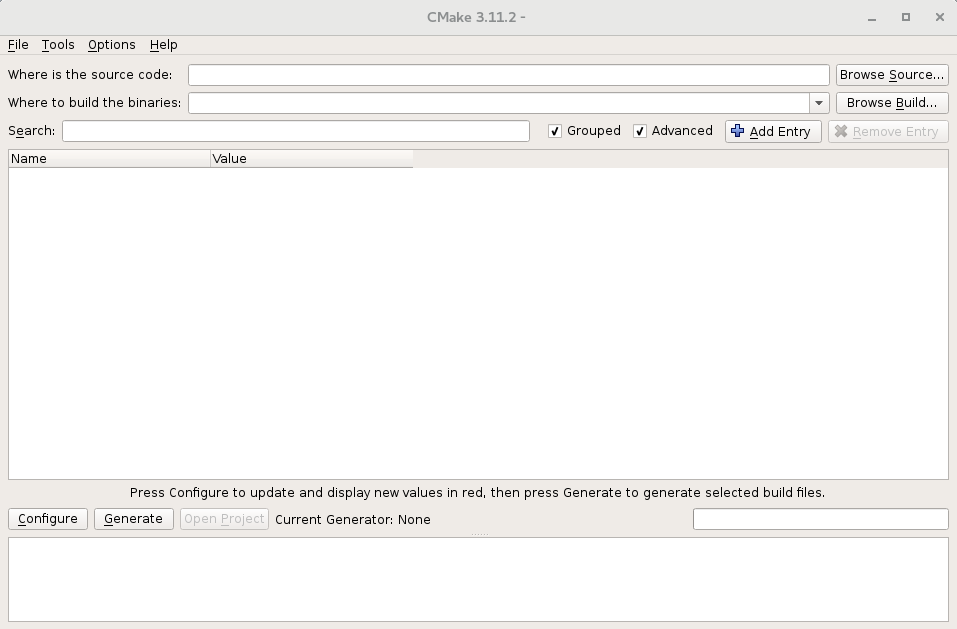 CMake 3.11.2 -
File Tools Options Help
Where is the source code: Browse Source...
Where to build the binaries: Browse Build...
Search: Grouped Advanced Add Entry Remove Entry
Name Value
Press Configure to update and display new values in red, then press Generate to generate selected build files.
Configure Generate Open Project Current Generator: None